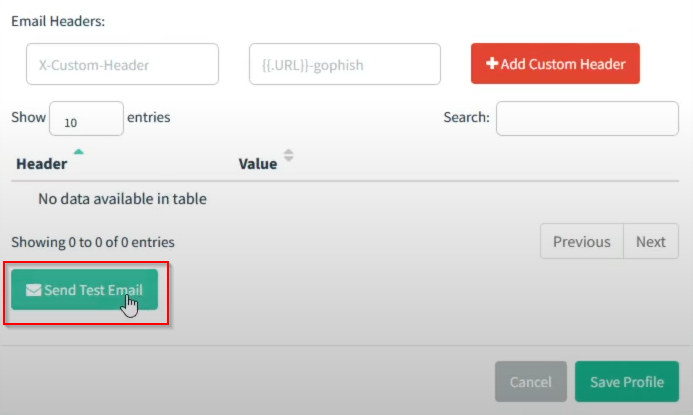 Email Headers:
X-Custom-Header
{{.URL}}-gophish
Add Custom Header
Show 10 entries
Search:
Header
Value
No data available in table
Showing 0 to 0 of 0 entries
Previous
Next
Send Test Email
Cancel
Save Profile